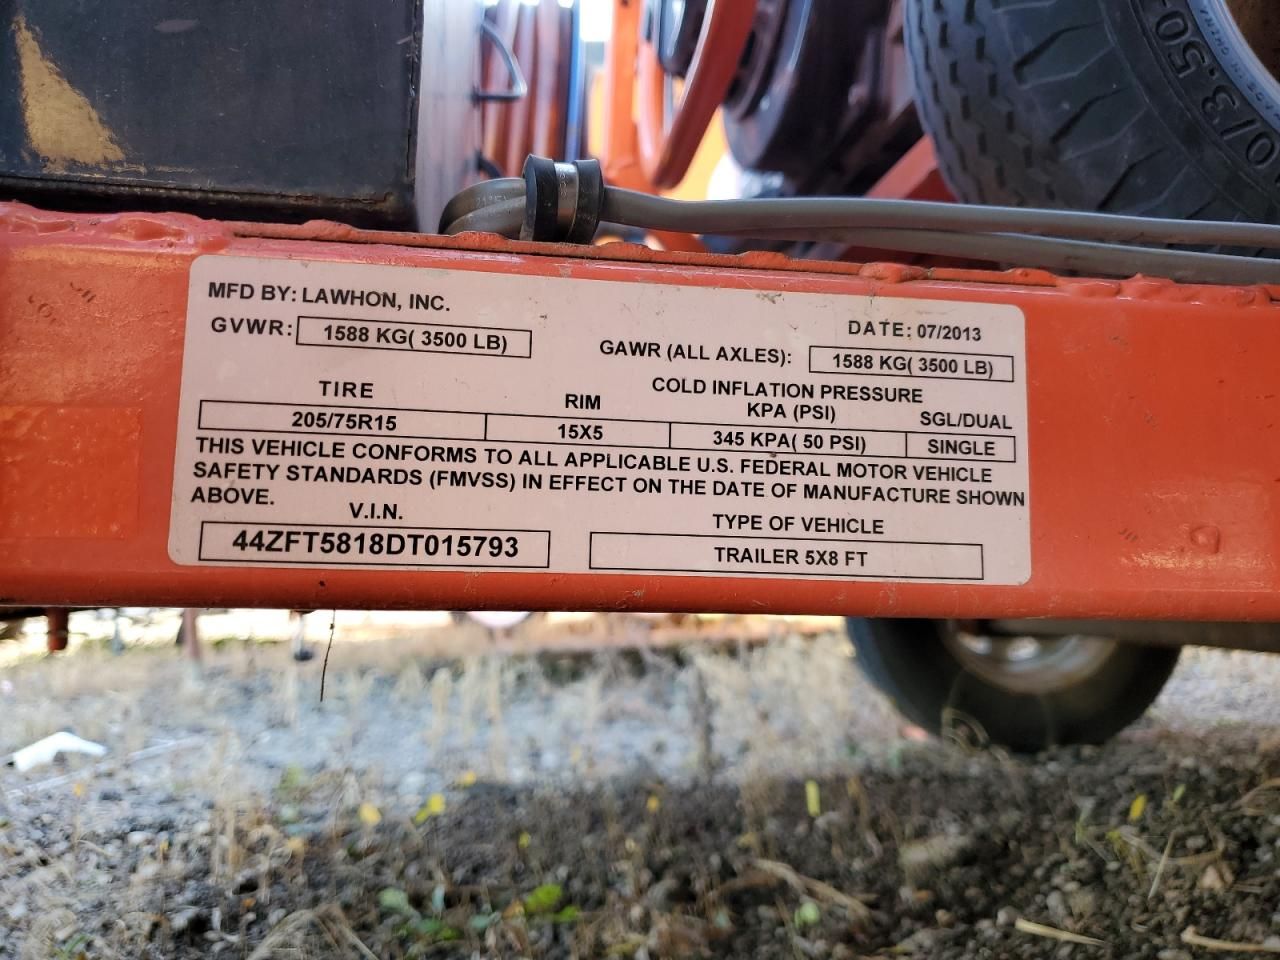 MFD BY: LAWHON, INC.
DATE: 07/2013
GVWR: 1588 KG( 3500 LB)
GAWR (ALL AXLES): 1588 KG( 3500 LB)
COLD INFLATION PRESSURE
TIRE RIM KPA (PSI) SGL/DUAL
205/75R15 15X5 345 KPA( 50 PSI) SINGLE
THIS VEHICLE CONFORMS TO ALL APPLICABLE U.S. FEDERAL MOTOR VEHICLE
SAFETY STANDARDS (FMVSS) IN EFFECT ON THE DATE OF MANUFACTURE SHOWN
ABOVE.
V.I.N. TYPE OF VEHICLE
44ZFT5818DT015793 TRAILER 5X8 FT
0/3.50-